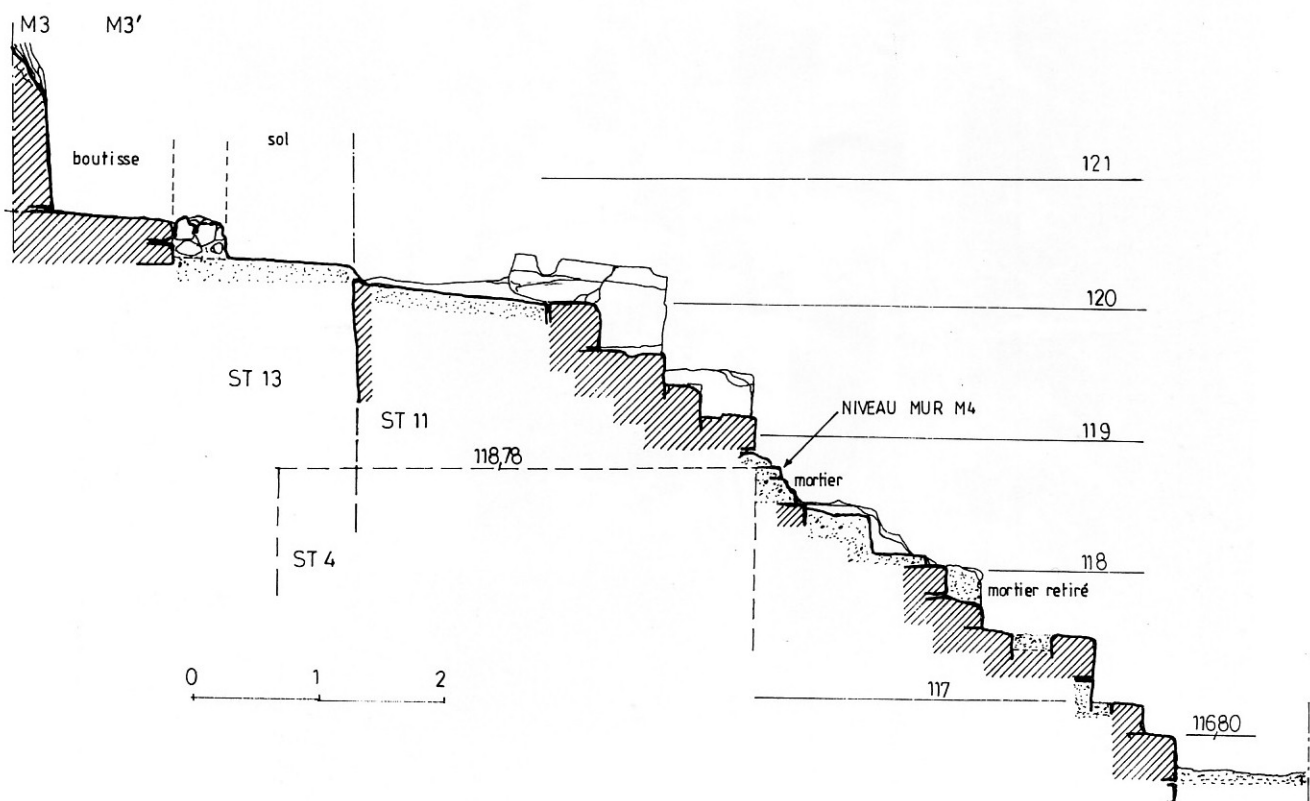 M3 M3'
sol
boutisse
121
120
ST 13
ST 11
NIVEAU MUR M4
119
118,78
mortier
ST 4
118
mortier retiré
0 1 2
117
116,80